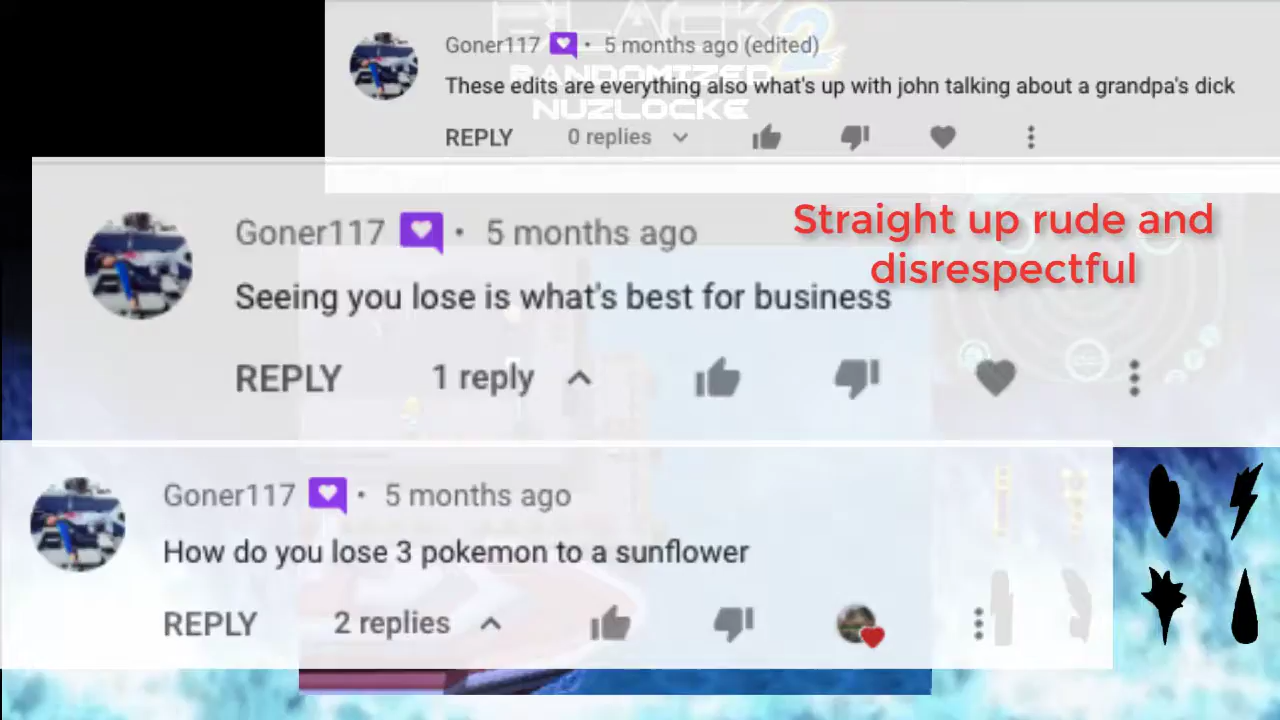 BLACK 2
RANDOMIZED
NUZLOCKE
Goner117 • 5 months ago (edited)
These edits are everything also what's up with john talking about a grandpa's dick
REPLY 0 replies
Goner117 • 5 months ago
Straight up rude and
disrespectful
Seeing you lose is what's best for business
REPLY 1 reply
Goner117 • 5 months ago
How do you lose 3 pokemon to a sunflower
REPLY 2 replies